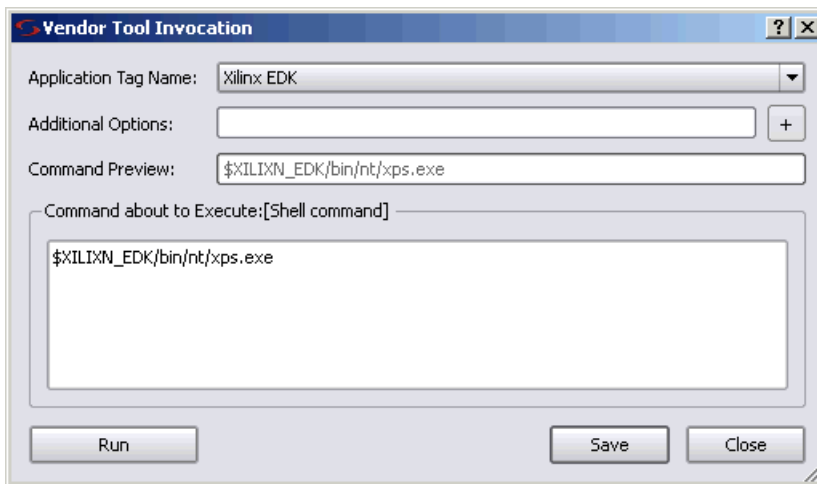 Vendor Tool Invocation
Application Tag Name: Xilinx EDK
Additional Options: +
Command Preview: $XILIXN_EDK/bin/nt/xps.exe
Command about to Execute:[Shell command]
$XILIXN_EDK/bin/nt/xps.exe
Run Save Close